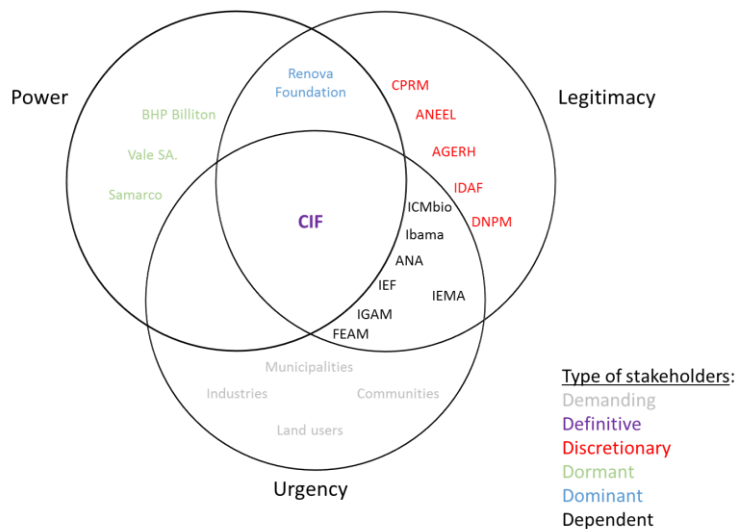 Renova
Foundation
CPRM
Power
Legitimacy
BHP Billiton
ANEEL
Vale SA.
AGERH
Samarco
IDAF
ICMbio
CIF
DNPM
Ibama
ANA
IEF
IEMA
IGAM
FEAM
Municipalities
Industries
Communities
Land users
Urgency
Type of stakeholders:
Demanding
Definitive
Discretionary
Dormant
Dominant
Dependent